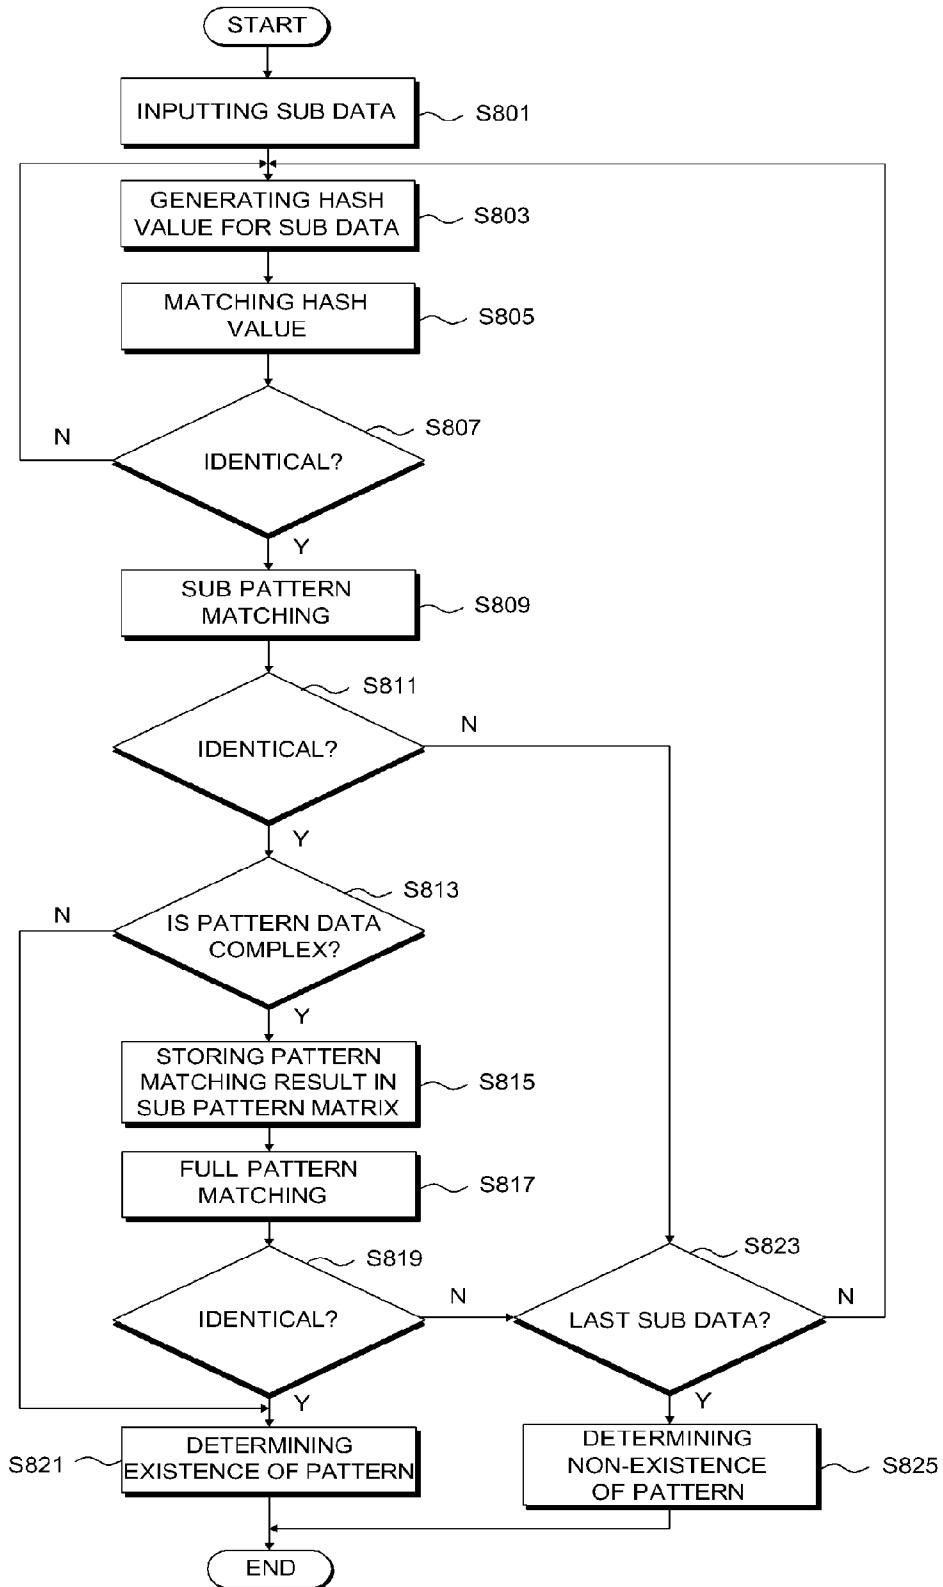 START
INPUTTING SUB DATA
S801
GENERATING HASH
VALUE FOR SUB DATA
S803
MATCHING HASH
VALUE
S805
S807
N
IDENTICAL?
Y
SUB PATTERN
MATCHING
S809
S811
N
IDENTICAL?
Y
S813
N
IS PATTERN DATA
COMPLEX?
Y
STORING PATTERN
MATCHING RESULT IN
SUB PATTERN MATRIX
S815
FULL PATTERN
MATCHING
S817
S819
IDENTICAL?
N
Y
S823
LAST SUB DATA?
N
Y
S821
DETERMINING
EXISTENCE OF PATTERN
DETERMINING
NON-EXISTENCE
OF PATTERN
S825
END